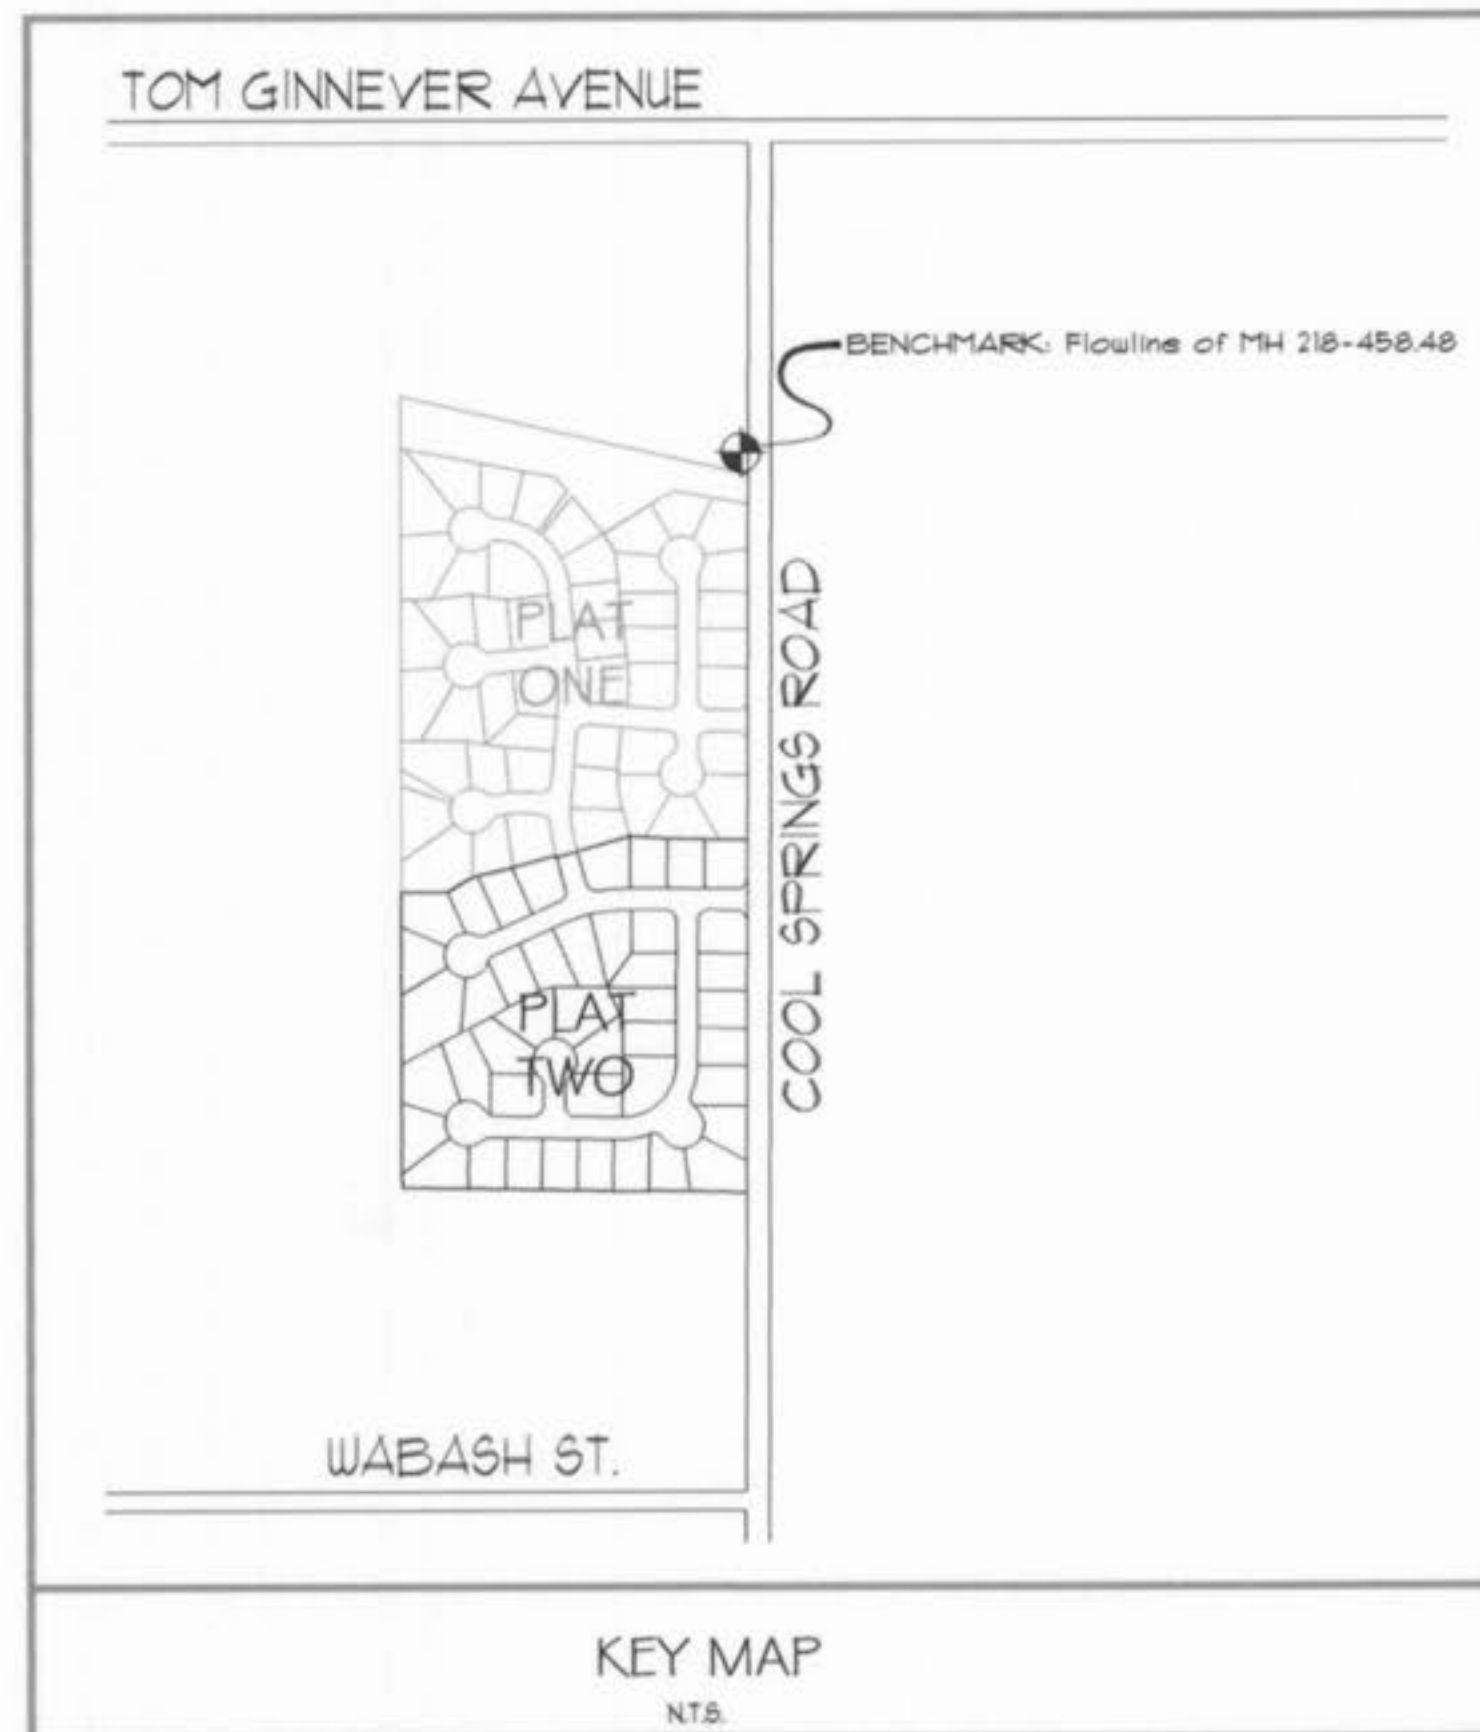 TOM GINNEVER AVENUE
BENCHMARK: Flowline of MH 218-458.48
PLAT
ONE
COOL SPRINGS ROAD
PLAT
TWO
WABASH ST.
KEY MAP
N.T.S.